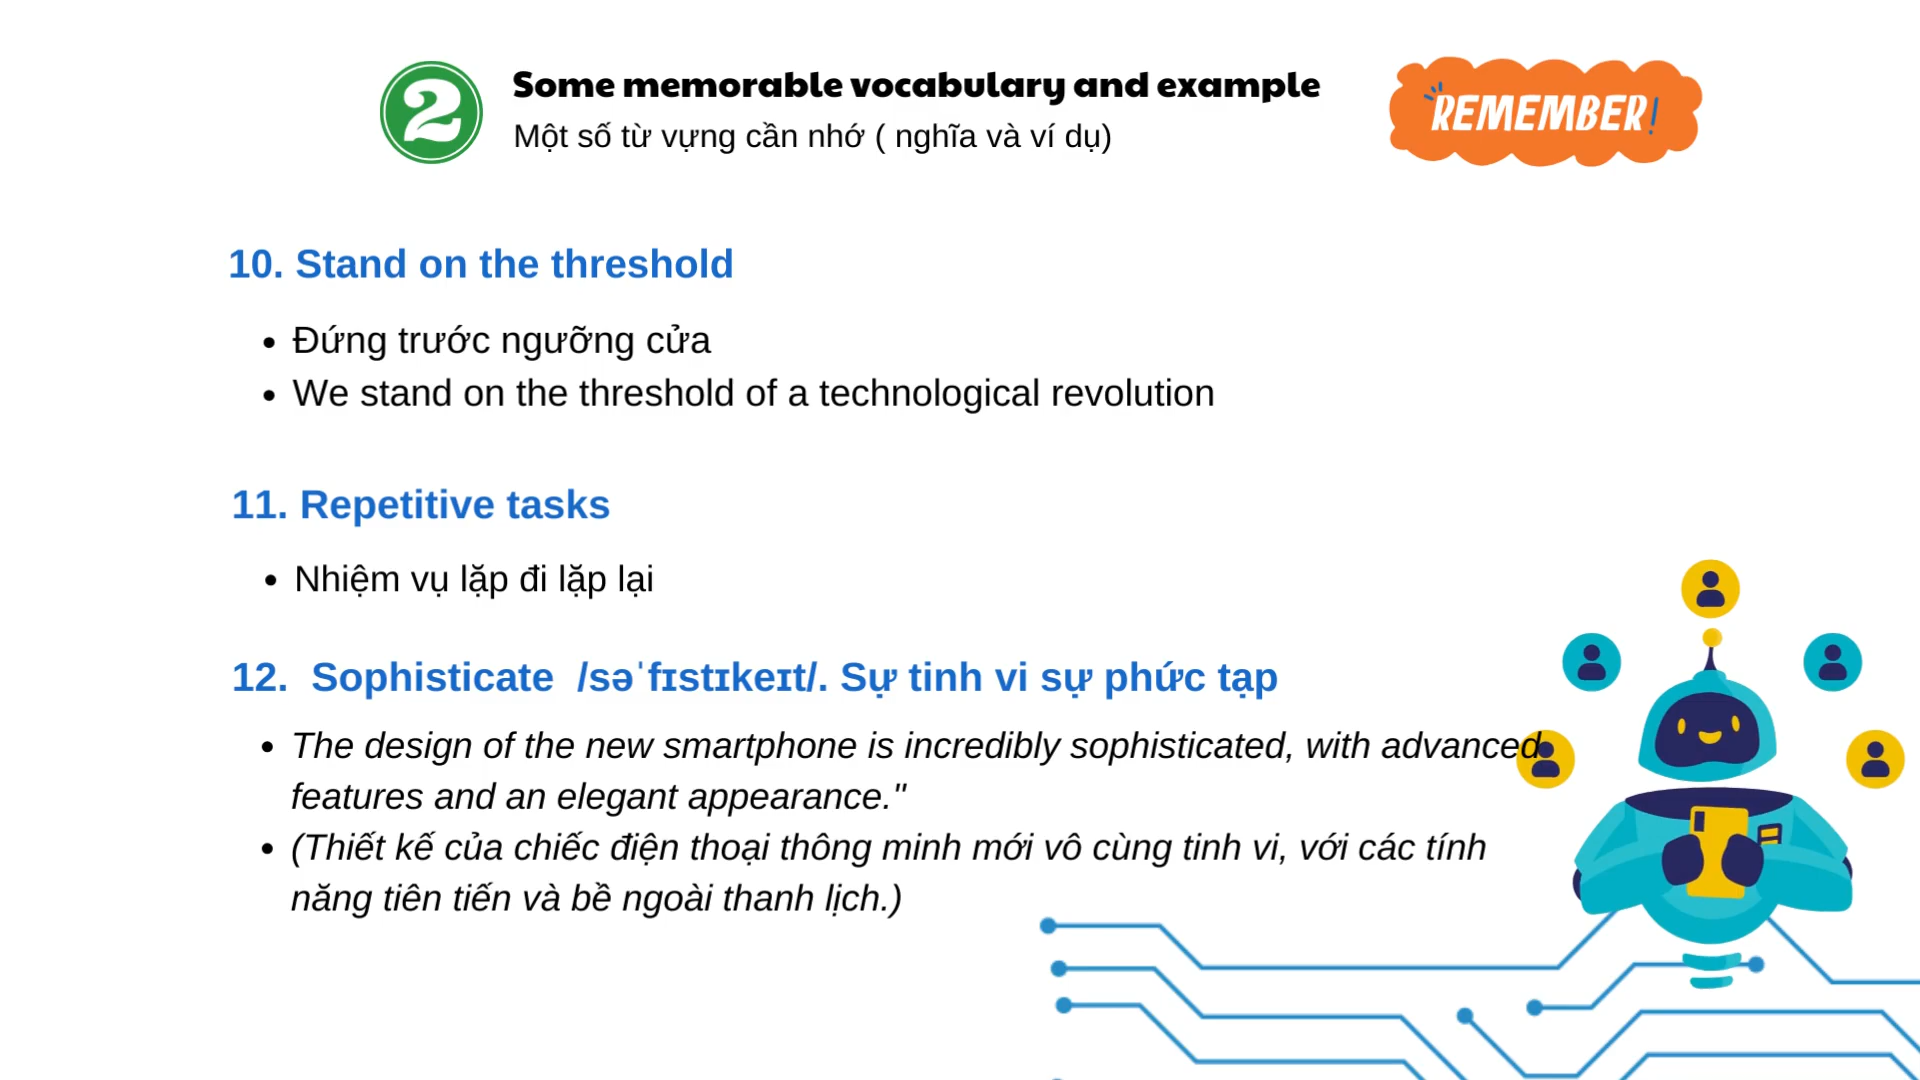 2
Some memorable vocabulary and example
Một số từ vựng cần nhớ ( nghĩa và ví dụ)
REMEMBER!
10. Stand on the threshold
• Đứng trước ngưỡng cửa
• We stand on the threshold of a technological revolution
11. Repetitive tasks
• Nhiệm vụ lặp đi lặp lại
12. Sophisticate /səˈfɪstɪkeɪt/. Sự tinh vi sự phức tạp
• The design of the new smartphone is incredibly sophisticated, with advanced
features and an elegant appearance."
• (Thiết kế của chiếc điện thoại thông minh mới vô cùng tinh vi, với các tính
năng tiên tiến và bề ngoài thanh lịch.)